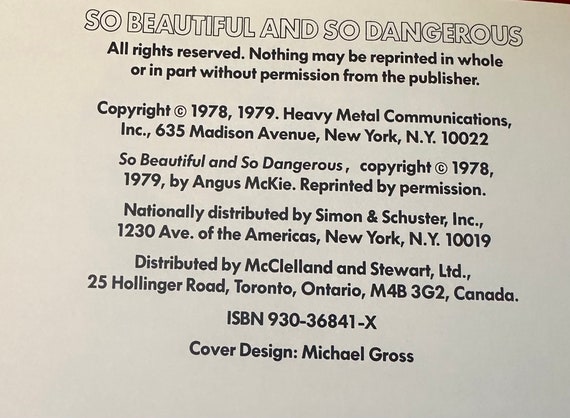 SO BEAUTIFUL AND SO DANGEROUS
All rights reserved. Nothing may be reprinted in whole
or in part without permission from the publisher.
Copyright © 1978, 1979. Heavy Metal Communications,
Inc., 635 Madison Avenue, New York, N.Y. 10022
So Beautiful and So Dangerous, copyright © 1978,
1979, by Angus McKie. Reprinted by permission.
Nationally distributed by Simon & Schuster, Inc.,
1230 Ave. of the Americas, New York, N.Y. 10019
Distributed by McClelland and Stewart, Ltd.,
25 Hollinger Road, Toronto, Ontario, M4B 3G2, Canada.
ISBN 930-36841-X
Cover Design: Michael Gross